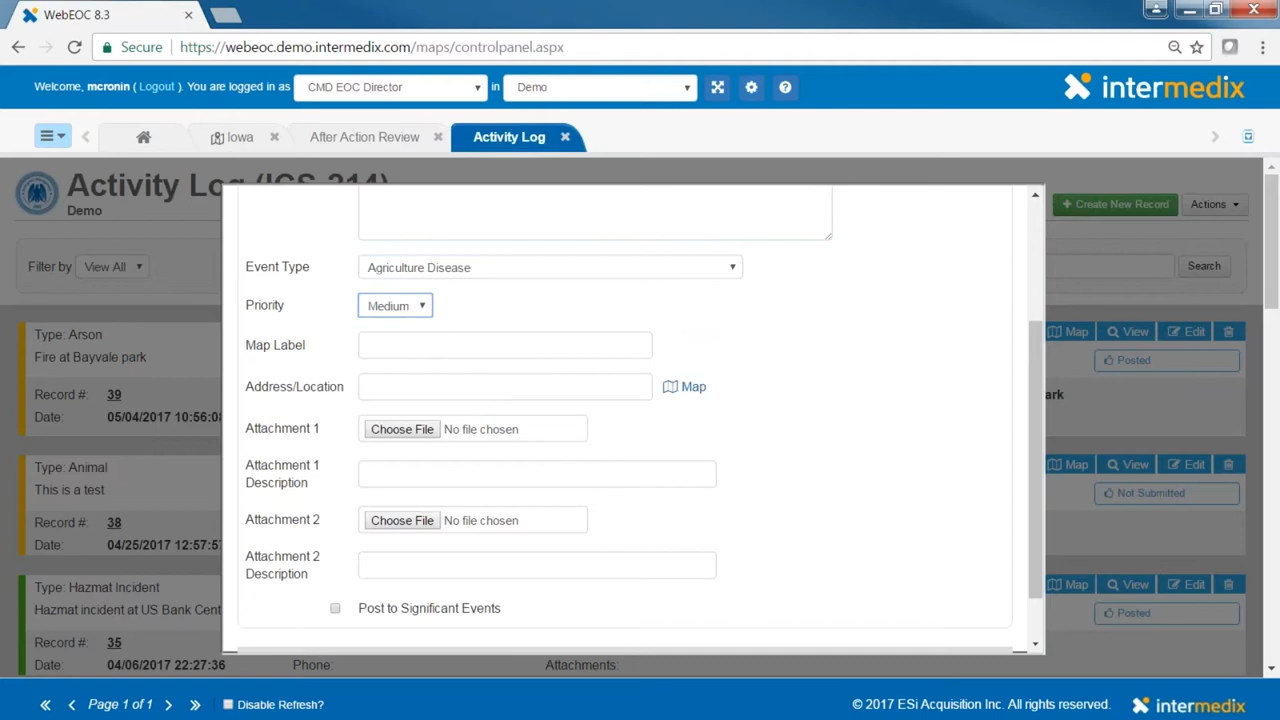 WebEOC 8.3
Secure https://webeoc.demo.intermedix.com/maps/controlpanel.aspx
Welcome, mcronin ( Logout ). You are logged in as CMD EOC Director in Demo
intermedix
Iowa After Action Review Activity Log
Activity Log (ICS-214)
Demo
Create New Record Actions
Filter by View All Search
Event Type Agriculture Disease
Priority Medium
Map Label
Address/Location Map
Attachment 1 Choose File No file chosen
Attachment 1
Description
Attachment 2 Choose File No file chosen
Attachment 2
Description
Post to Significant Events
Type: Arson Map View Edit
Fire at Bayvale park Posted
Record #: 39 ark
Date: 05/04/2017 10:56:08
Type: Animal Map View Edit
This is a test Not Submitted
Record #: 38
Date: 04/25/2017 12:57:57
Type: Hazmat Incident Map View Edit
Hazmat incident at US Bank Cent Posted
Record #: 35
Date: 04/06/2017 22:27:36 Phone: Attachments:
Page 1 of 1 Disable Refresh? © 2017 ESi Acquisition Inc. All rights reserved. intermedix